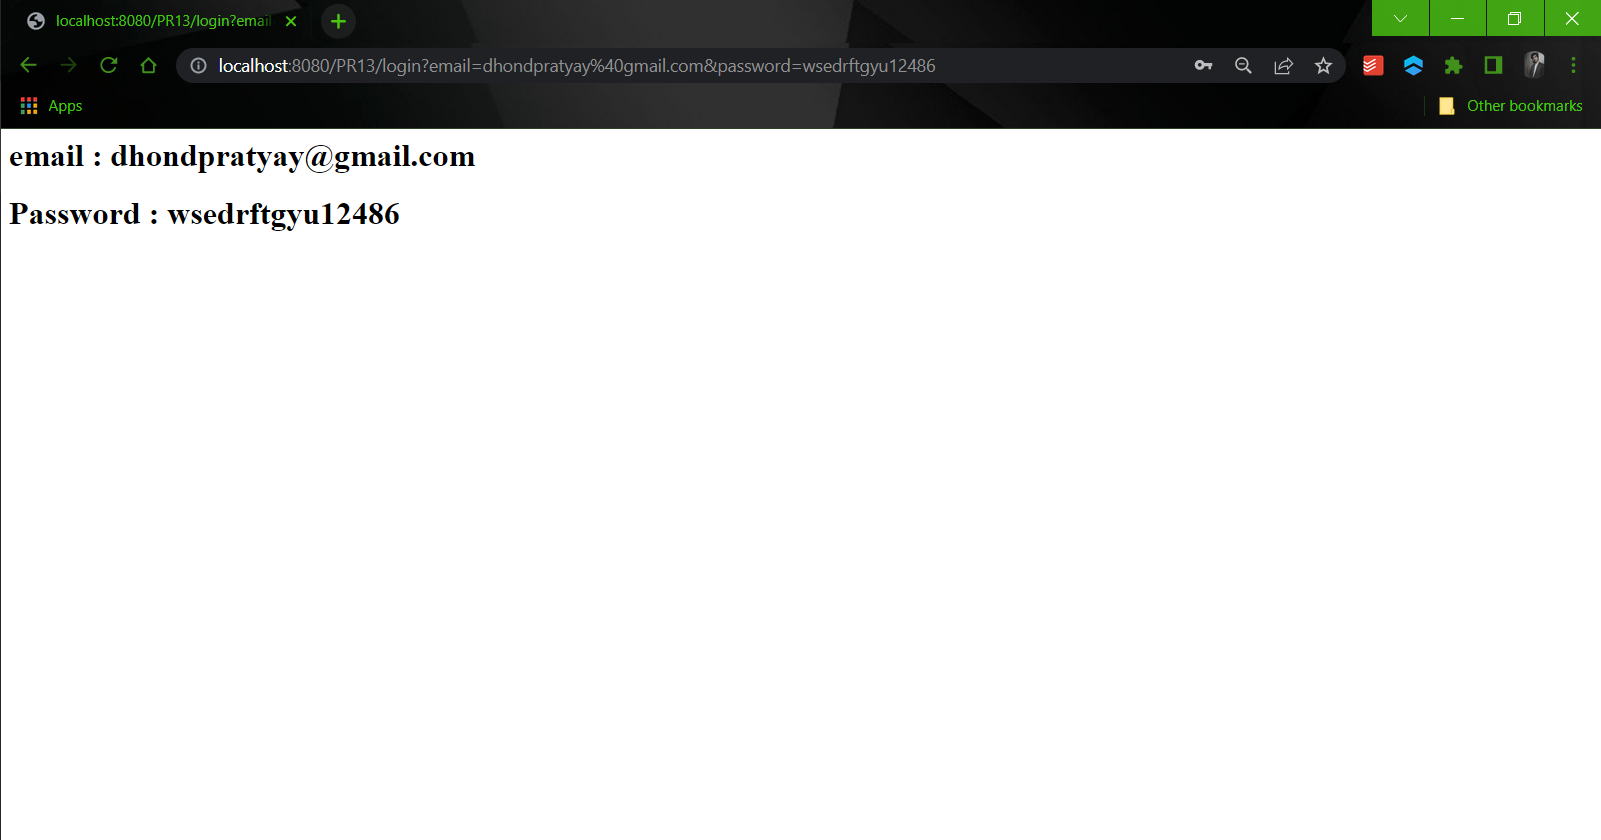 localhost:8080/PR13/login?email
localhost:8080/PR13/login?email=dhondpratyay%40gmail.com&password=wsedrftgyu12486
Apps
Other bookmarks
email : dhondpratyay@gmail.com
Password : wsedrftgyu12486